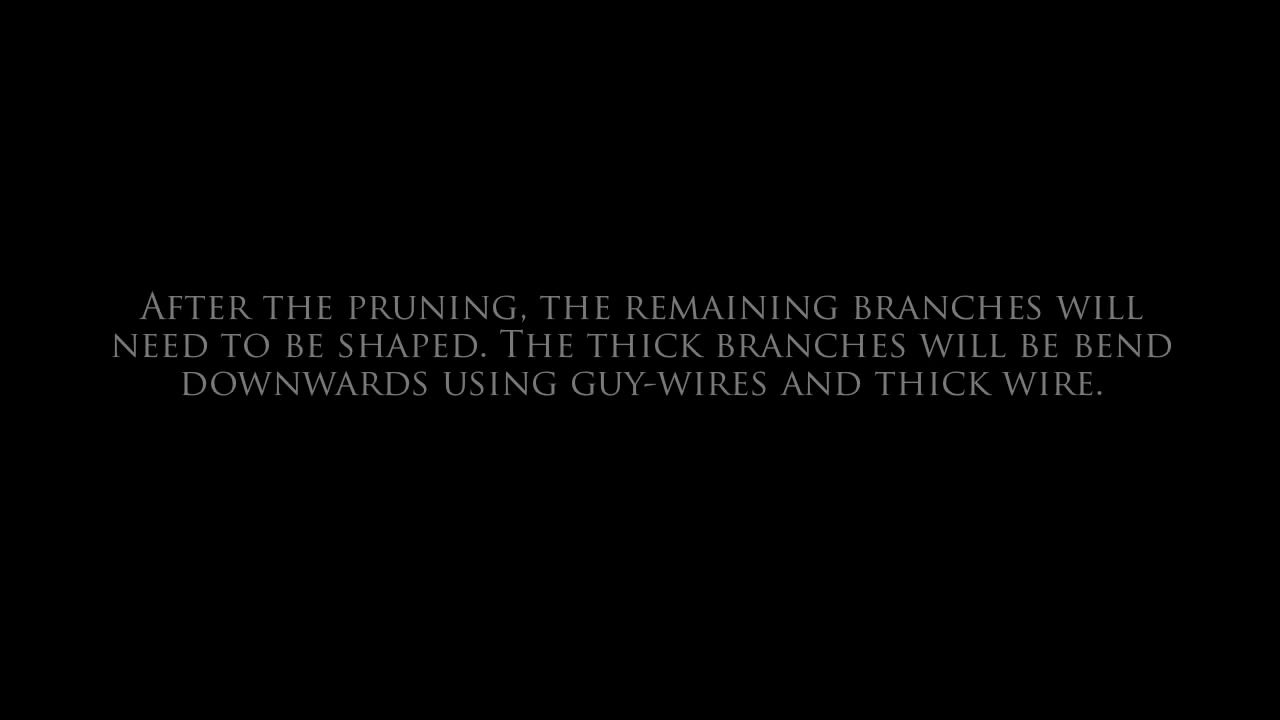 After the pruning, the remaining branches will
need to be shaped. The thick branches will be bend
downwards using guy-wires and thick wire.